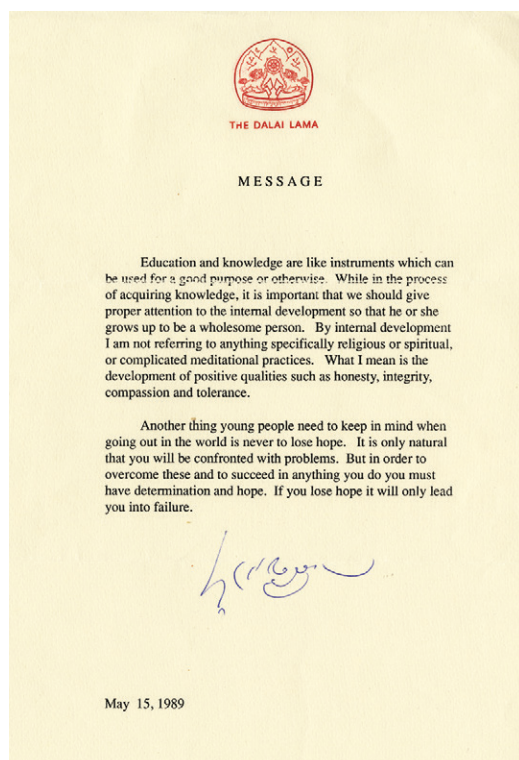 THE DALAI LAMA
MESSAGE
Education and knowledge are like instruments which can
be used for a good purpose or otherwise. While in the process
of acquiring knowledge, it is important that we should give
proper attention to the internal development so that he or she
grows up to be a wholesome person. By internal development
I am not referring to anything specifically religious or spiritual,
or complicated meditational practices. What I mean is the
development of positive qualities such as honesty, integrity,
compassion and tolerance.
Another thing young people need to keep in mind when
going out in the world is never to lose hope. It is only natural
that you will be confronted with problems. But in order to
overcome these and to succeed in anything you do you must
have determination and hope. If you lose hope it will only lead
you into failure.
May 15, 1989